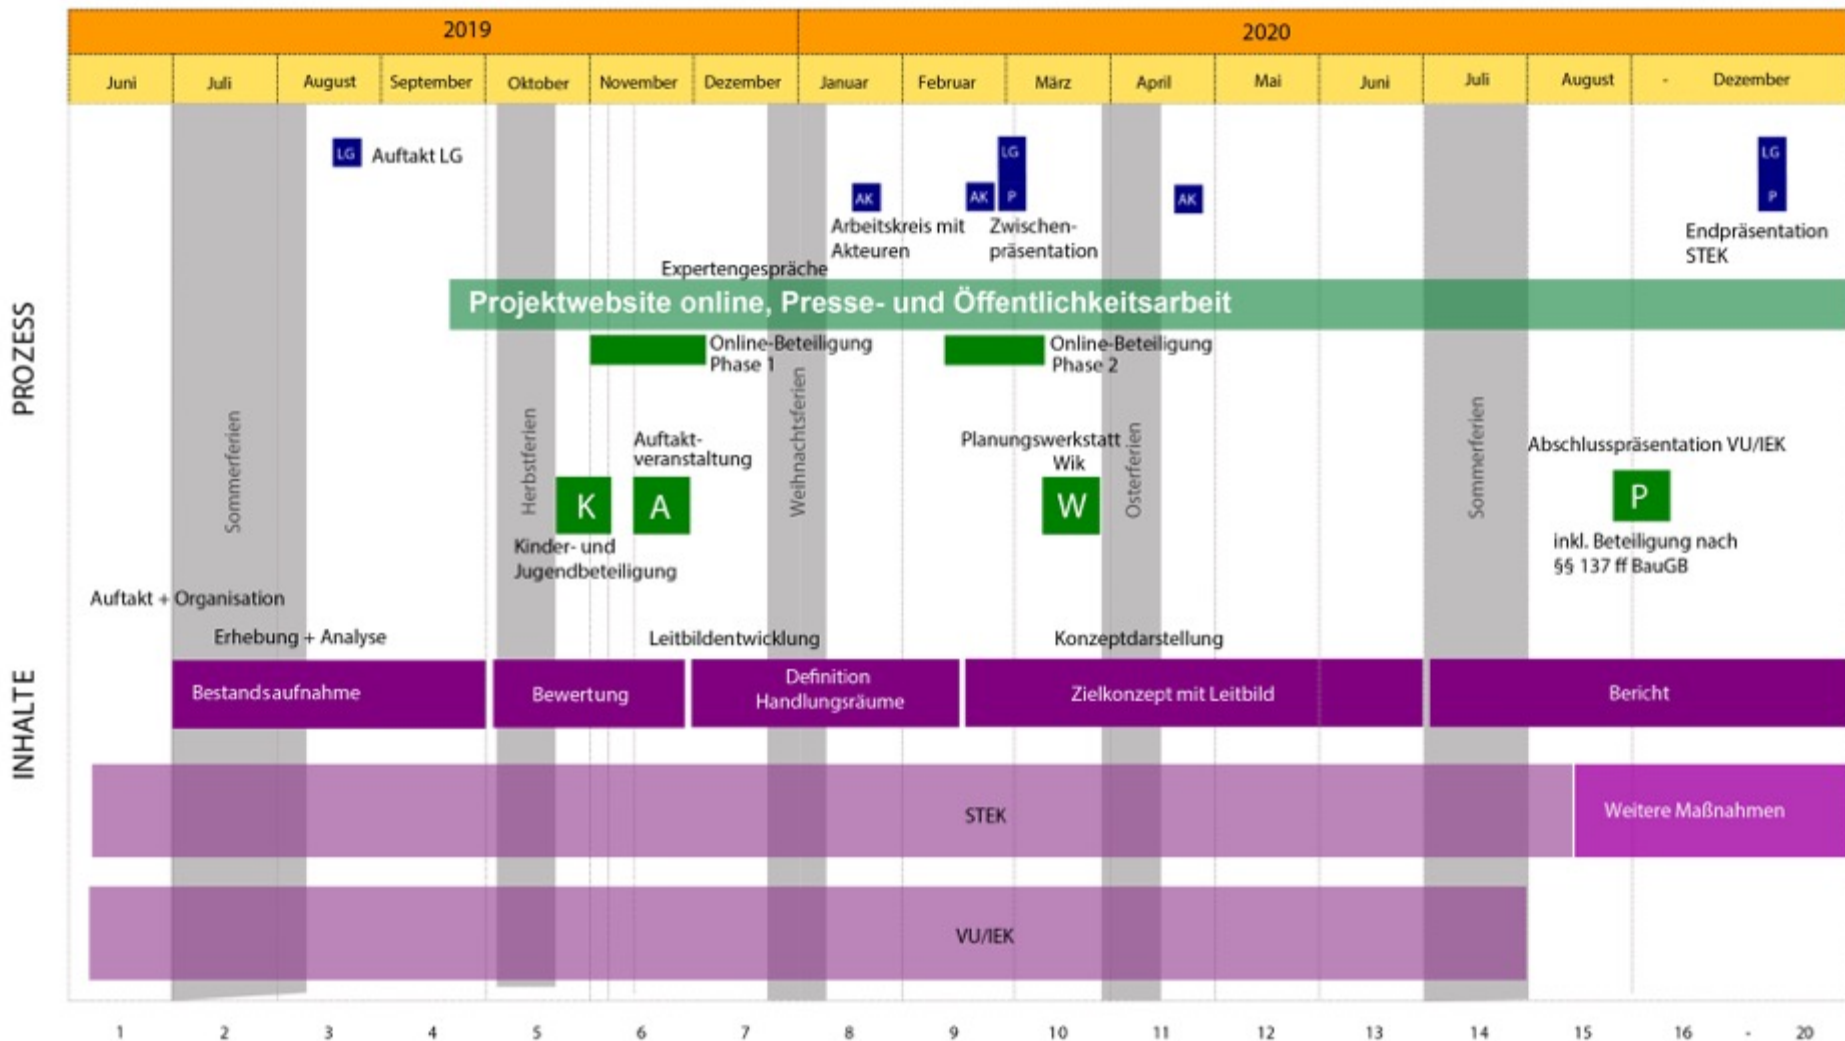 2019
2020
Juni
Juli
August
September
Oktober
November
Dezember
Januar
Februar
März
April
Mai
Juni
Juli
August
-
Dezember
LG
Auftakt LG
LG
LG
AK
AK
P
AK
P
Arbeitskreis mit
Akteuren
Zwischen-
präsentation
Endpräsentation
STEK
Expertengespräche
Projektwebsite online, Presse- und Öffentlichkeitsarbeit
Online-Beteiligung
Phase 1
Online-Beteiligung
Phase 2
PROZESS
Sommerferien
Herbstferien
Weihnachtsferien
Osterferien
Sommerferien
Auftakt-
veranstaltung
Planungswerkstatt
Wik
Abschlusspräsentation VU/IEK
K
A
W
P
Kinder- und
Jugendbeteiligung
inkl. Beteiligung nach
§§ 137 ff BauGB
Auftakt + Organisation
Erhebung + Analyse
Leitbildentwicklung
Konzeptdarstellung
INHALTE
Bestandsaufnahme
Bewertung
Definition
Handlungsräume
Zielkonzept mit Leitbild
Bericht
STEK
Weitere Maßnahmen
VU/IEK
1
2
3
4
5
6
7
8
9
10
11
12
13
14
15
16
-
20